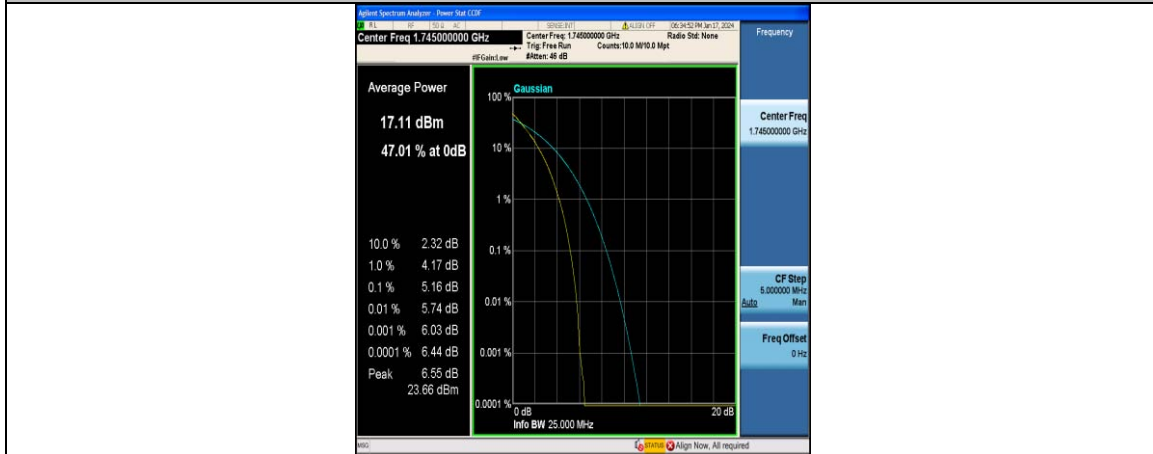 Agilent Spectrum Analyzer - Power Stat CCDF
RL RF 50 Ω AC SENSE:INT ALIGN OFF 06:34:52 PM Jan 17, 2024
Center Freq 1.745000000 GHz
Center Freq: 1.745000000 GHz Radio Std: None
Trig: Free Run Counts:10.0 M/10.0 Mpt
#IFGain:Low #Atten: 46 dB
Frequency
Average Power
17.11 dBm
47.01 % at 0dB
10.0 % 2.32 dB
1.0 % 4.17 dB
0.1 % 5.16 dB
0.01 % 5.74 dB
0.001 % 6.03 dB
0.0001 % 6.44 dB
Peak 6.55 dB
23.66 dBm
Gaussian
100 %
10 %
1 %
0.1 %
0.01 %
0.001 %
0.0001 %
0 dB 20 dB
Info BW 25.000 MHz
Center Freq
1.745000000 GHz
CF Step
5.000000 MHz
Auto Man
Freq Offset
0 Hz
MSG STATUS Align Now, All required